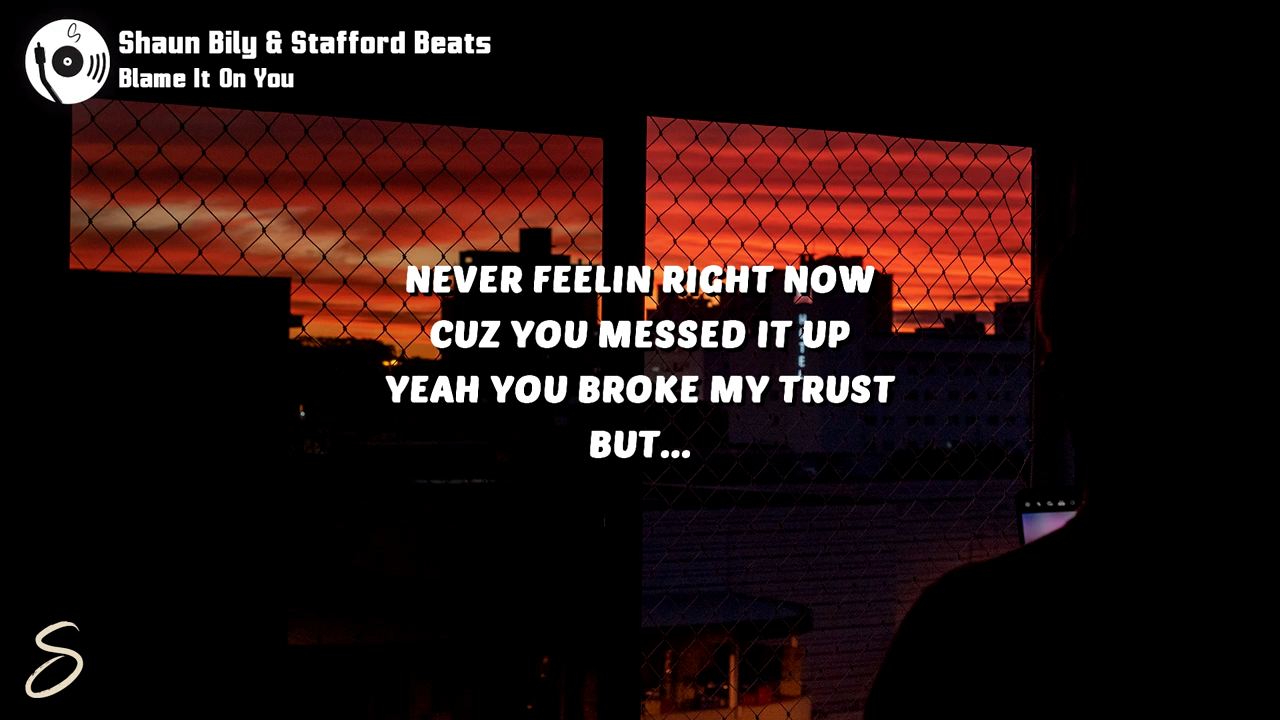 Shaun Bily & Stafford Beats
Blame It On You
NEVER FEELIN RIGHT NOW
CUZ YOU MESSED IT UP
YEAH YOU BROKE MY TRUST
BUT...
S
S